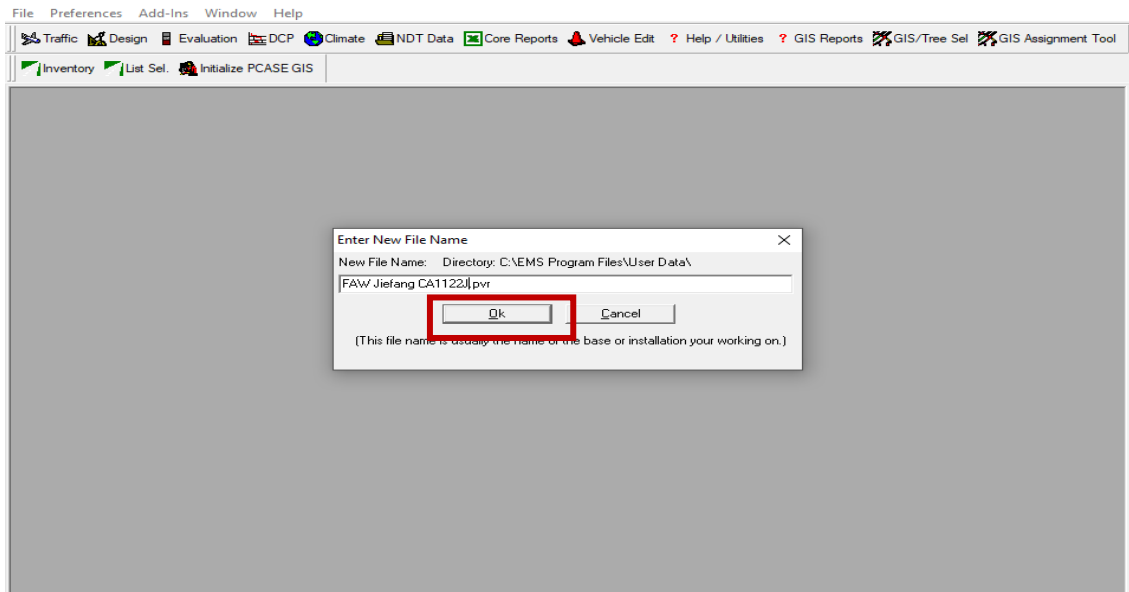 File Preferences Add-Ins Window Help
Traffic Design Evaluation DCP Climate NDT Data Core Reports Vehicle Edit ? Help / Utilities ? GIS Reports GIS/Tree Sel GIS Assignment Tool
Inventory List Sel. Initialize PCASE GIS
Enter New File Name
New File Name: Directory: C:\EMS Program Files\User Data\
FAW Jiefang CA1122J.pvr
Ok Cancel
(This file name is usually the name of the base or installation your working on.)